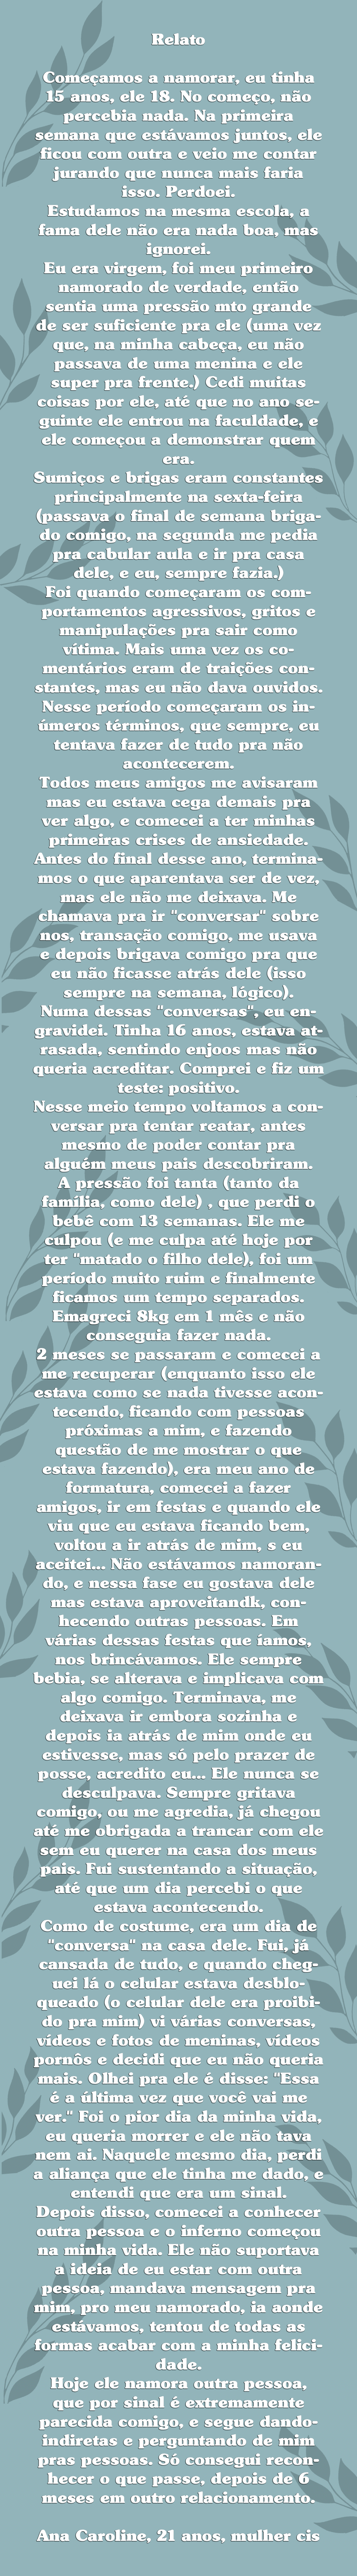 Relato
Começamos a namorar, eu tinha
15 anos, ele 18. No começo, não
percebia nada. Na primeira
semana que estávamos juntos, ele
ficou com outra e veio me contar
jurando que nunca mais faria
isso. Perdoei.
Estudamos na mesma escola, a
fama dele não era nada boa, mas
ignorei.
Eu era virgem, foi meu primeiro
namorado de verdade, então
sentia uma pressão mto grande
de ser suficiente pra ele (uma vez
que, na minha cabeça, eu não
passava de uma menina e ele
super pra frente.) Cedi muitas
coisas por ele, até que no ano se-
guinte ele entrou na faculdade, e
ele começou a demonstrar quem
era.
Sumiços e brigas eram constantes
principalmente na sexta-feira
(passava o final de semana briga-
do comigo, na segunda me pedia
pra cabular aula e ir pra casa
dele, e eu, sempre fazia.)
Foi quando começaram os com-
portamentos agressivos, gritos e
manipulações pra sair como
vítima. Mais uma vez os co-
mentários eram de traições con-
stantes, mas eu não dava ouvidos.
Nesse período começaram os in-
úmeros términos, que sempre, eu
tentava fazer de tudo pra não
acontecerem.
Todos meus amigos me avisaram
mas eu estava cega demais pra
ver algo, e comecei a ter minhas
primeiras crises de ansiedade.
Antes do final desse ano, termina-
mos o que aparentava ser de vez,
mas ele não me deixava. Me
chamava pra ir "conversar" sobre
nos, transação comigo, me usava
e depois brigava comigo pra que
eu não ficasse atrás dele (isso
sempre na semana, lógico).
Numa dessas "conversas", eu en-
gravidei. Tinha 16 anos, estava at-
rasada, sentindo enjoos mas não
queria acreditar. Comprei e fiz um
teste: positivo.
Nesse meio tempo voltamos a con-
versar pra tentar reatar, antes
mesmo de poder contar pra
alguém meus pais descobriram.
A pressão foi tanta (tanto da
família, como dele) , que perdi o
bebê com 13 semanas. Ele me
culpou (e me culpa até hoje por
ter "matado o filho dele), foi um
período muito ruim e finalmente
ficamos um tempo separados.
Emagreci 8kg em 1 mês e não
conseguia fazer nada.
2 meses se passaram e comecei a
me recuperar (enquanto isso ele
estava como se nada tivesse acon-
tecendo, ficando com pessoas
próximas a mim, e fazendo
questão de me mostrar o que
estava fazendo), era meu ano de
formatura, comecei a fazer
amigos, ir em festas e quando ele
viu que eu estava ficando bem,
voltou a ir atrás de mim, s eu
aceitei... Não estávamos namoran-
do, e nessa fase eu gostava dele
mas estava aproveitandk, con-
hecendo outras pessoas. Em
várias dessas festas que íamos,
nos brincávamos. Ele sempre
bebia, se alterava e implicava com
algo comigo. Terminava, me
deixava ir embora sozinha e
depois ia atrás de mim onde eu
estivesse, mas só pelo prazer de
posse, acredito eu... Ele nunca se
desculpava. Sempre gritava
comigo, ou me agredia, já chegou
até me obrigada a trancar com ele
sem eu querer na casa dos meus
pais. Fui sustentando a situação,
até que um dia percebi o que
estava acontecendo.
Como de costume, era um dia de
"conversa" na casa dele. Fui, já
cansada de tudo, e quando cheg-
uei lá o celular estava desblo-
queado (o celular dele era proibi-
do pra mim) vi várias conversas,
vídeos e fotos de meninas, vídeos
pornôs e decidi que eu não queria
mais. Olhei pra ele é disse: "Essa
é a última vez que você vai me
ver." Foi o pior dia da minha vida,
eu queria morrer e ele não tava
nem ai. Naquele mesmo dia, perdi
a aliança que ele tinha me dado, e
entendi que era um sinal.
Depois disso, comecei a conhecer
outra pessoa e o inferno começou
na minha vida. Ele não suportava
a ideia de eu estar com outra
pessoa, mandava mensagem pra
mim, pro meu namorado, ia aonde
estávamos, tentou de todas as
formas acabar com a minha felici-
dade.
Hoje ele namora outra pessoa,
que por sinal é extremamente
parecida comigo, e segue dando-
indiretas e perguntando de mim
pras pessoas. Só consegui recon-
hecer o que passe, depois de 6
meses em outro relacionamento.
Ana Caroline, 21 anos, mulher cis